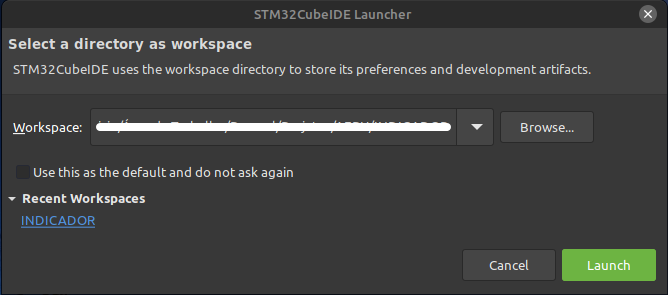 STM32CubeIDE Launcher
Select a directory as workspace
STM32CubeIDE uses the workspace directory to store its preferences and development artifacts.
Workspace:
Browse...
Use this as the default and do not ask again
Recent Workspaces
INDICADOR
Cancel
Launch